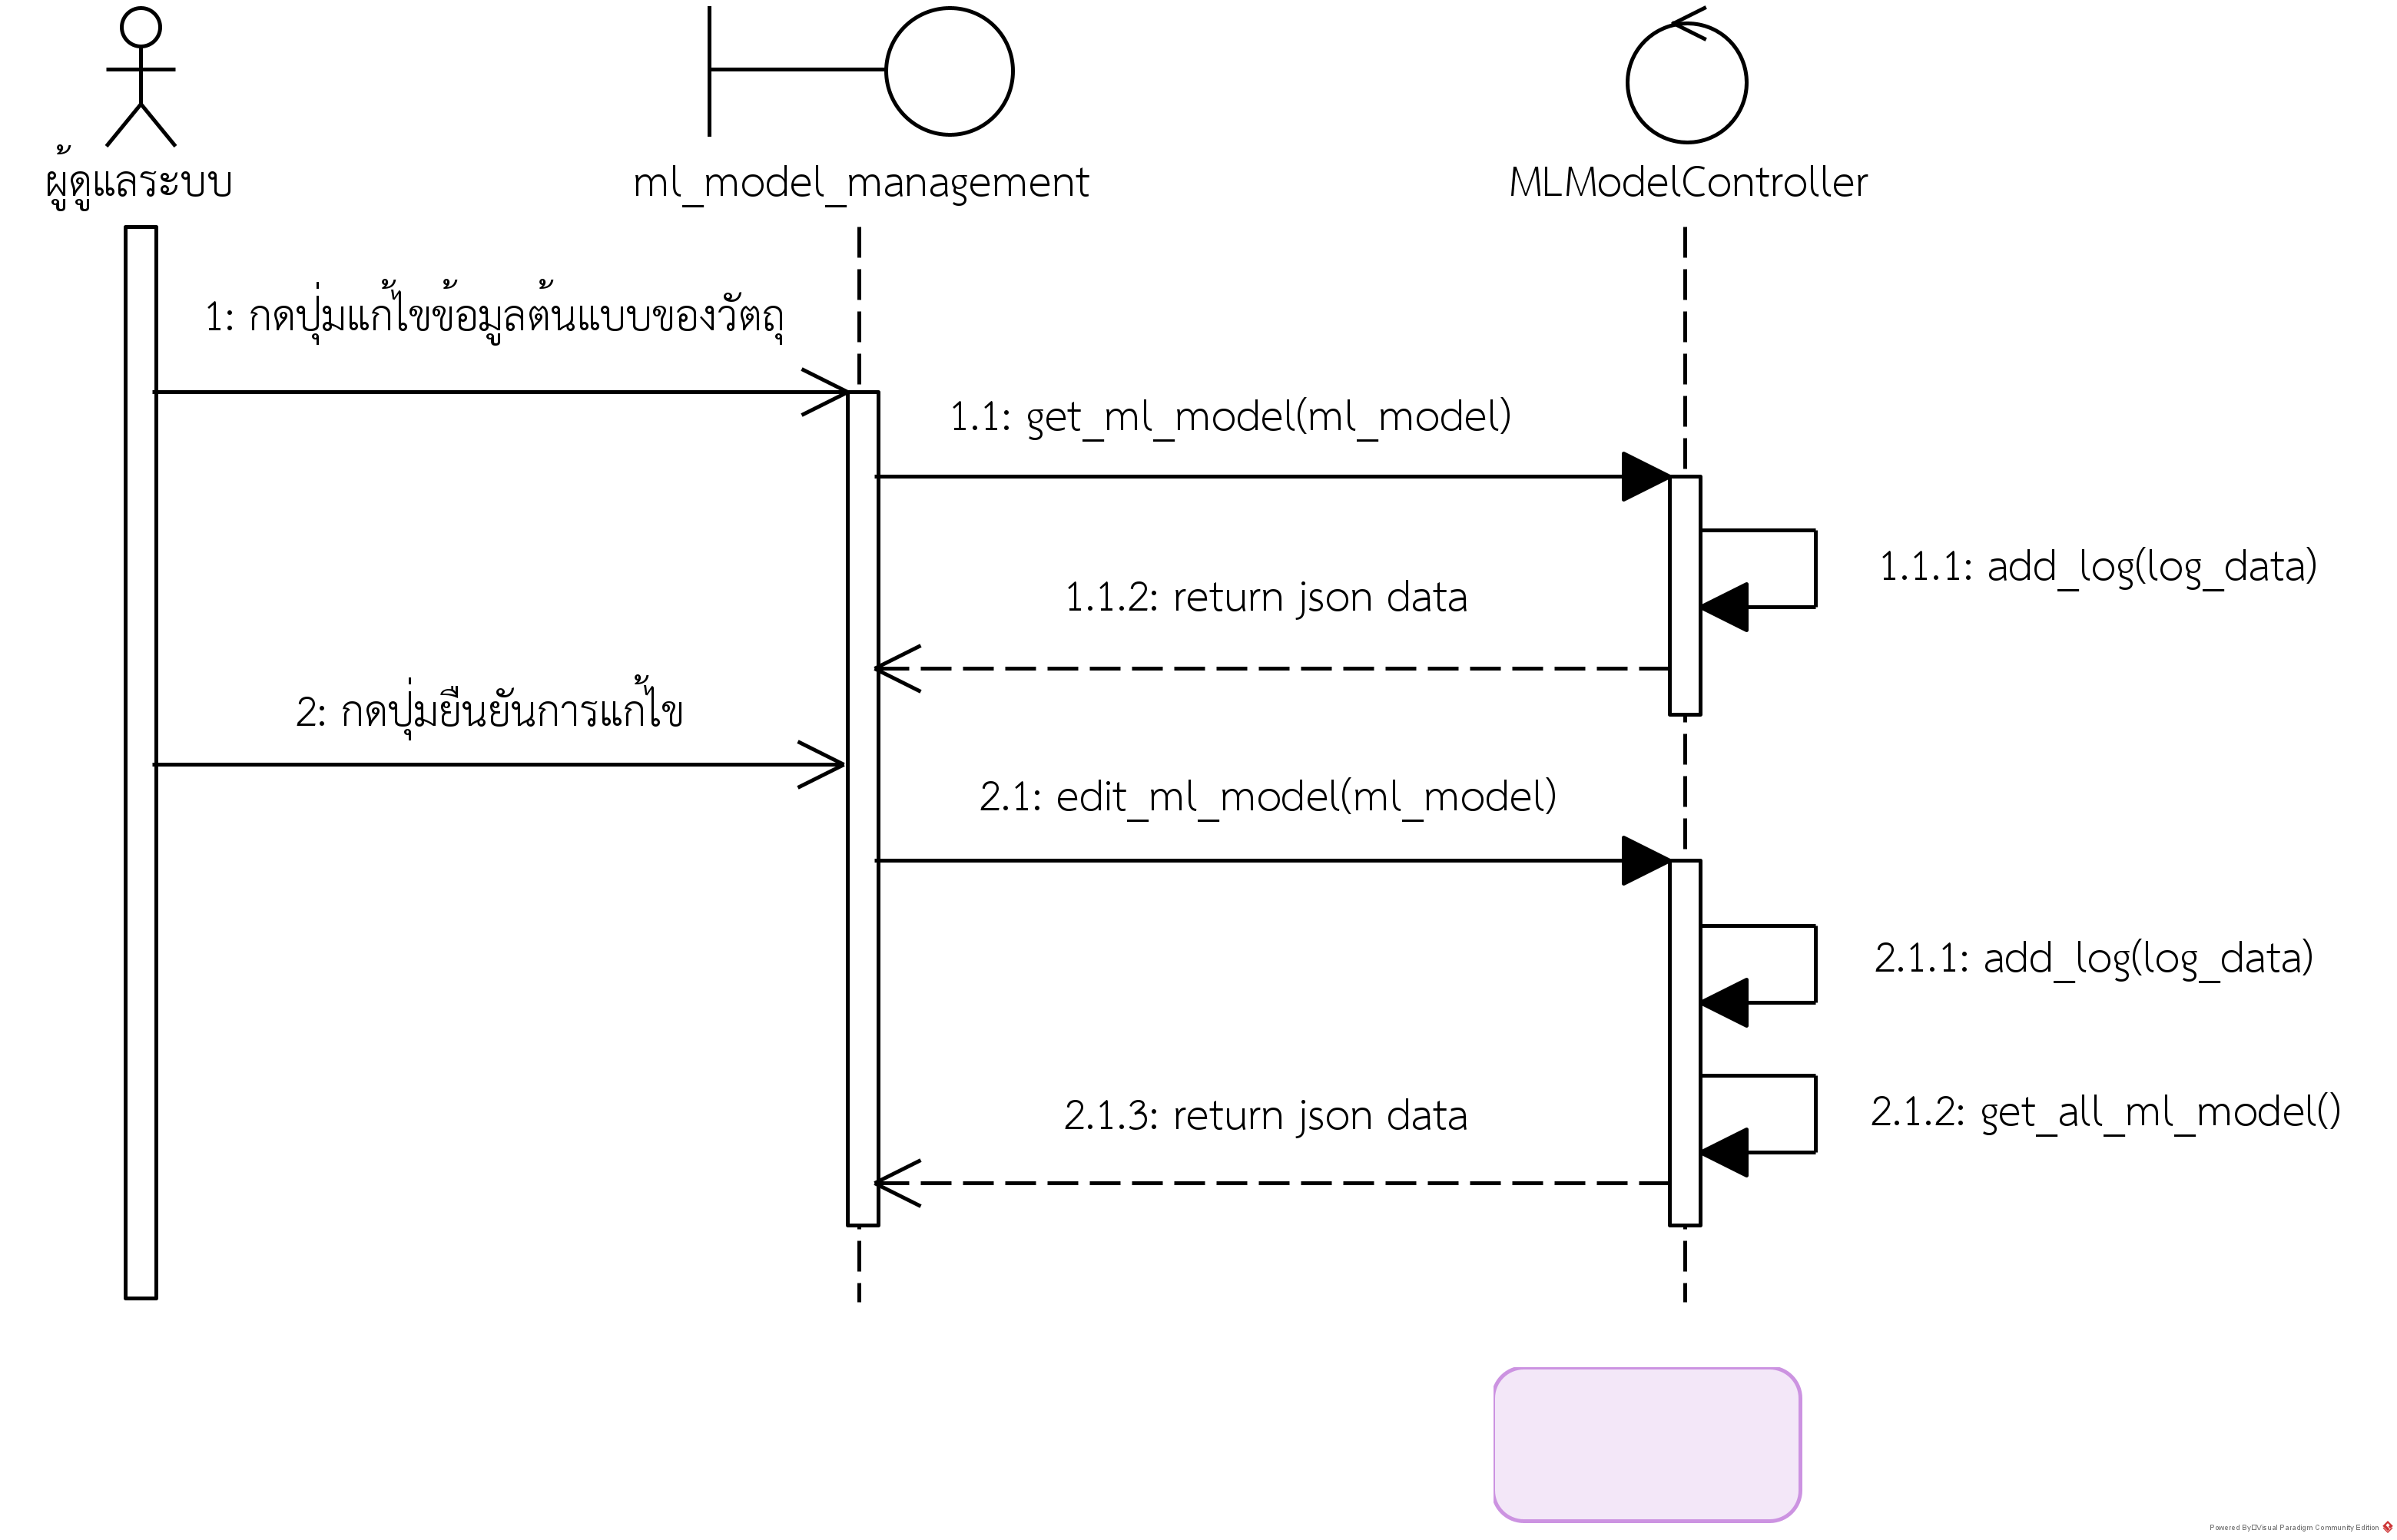 ผู้ดูแลระบบ
ml_model_management
MLModelController
1: กดปุ่มแก้ไขข้อมูลต้นแบบของวัตถุ
1.1: get_ml_model(ml_model)
1.1.1: add_log(log_data)
1.1.2: return json data
2: กดปุ่มยืนยันการแก้ไข
2.1: edit_ml_model(ml_model)
2.1.1: add_log(log_data)
2.1.2: get_all_ml_model()
2.1.3: return json data
Powered By Visual Paradigm Community Edition